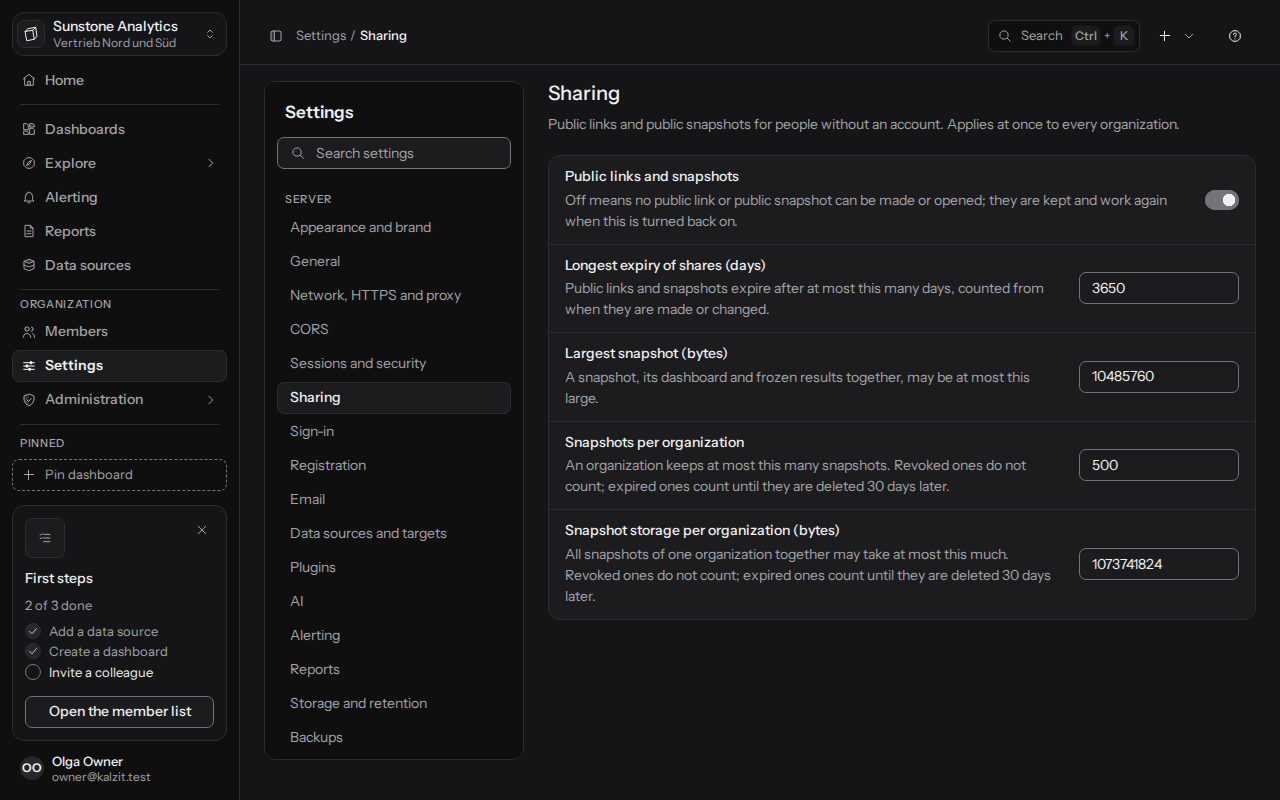 Sunstone Analytics
Vertrieb Nord und Süd
Home
Dashboards
Explore
Alerting
Reports
Data sources
ORGANIZATION
Members
Settings
Administration
PINNED
Pin dashboard
First steps
2 of 3 done
Add a data source
Create a dashboard
Invite a colleague
Open the member list
OO
Olga Owner
owner@kalzit.test
Settings / Sharing
Search Ctrl + K
Settings
Search settings
SERVER
Appearance and brand
General
Network, HTTPS and proxy
CORS
Sessions and security
Sharing
Sign-in
Registration
Email
Data sources and targets
Plugins
AI
Alerting
Reports
Storage and retention
Backups
Sharing
Public links and public snapshots for people without an account. Applies at once to every organization.
Public links and snapshots
Off means no public link or public snapshot can be made or opened; they are kept and work again
when this is turned back on.
Longest expiry of shares (days)
Public links and snapshots expire after at most this many days, counted from
when they are made or changed.
3650
Largest snapshot (bytes)
A snapshot, its dashboard and frozen results together, may be at most this
large.
10485760
Snapshots per organization
An organization keeps at most this many snapshots. Revoked ones do not
count; expired ones count until they are deleted 30 days later.
500
Snapshot storage per organization (bytes)
All snapshots of one organization together may take at most this much.
Revoked ones do not count; expired ones count until they are deleted 30 days
later.
1073741824